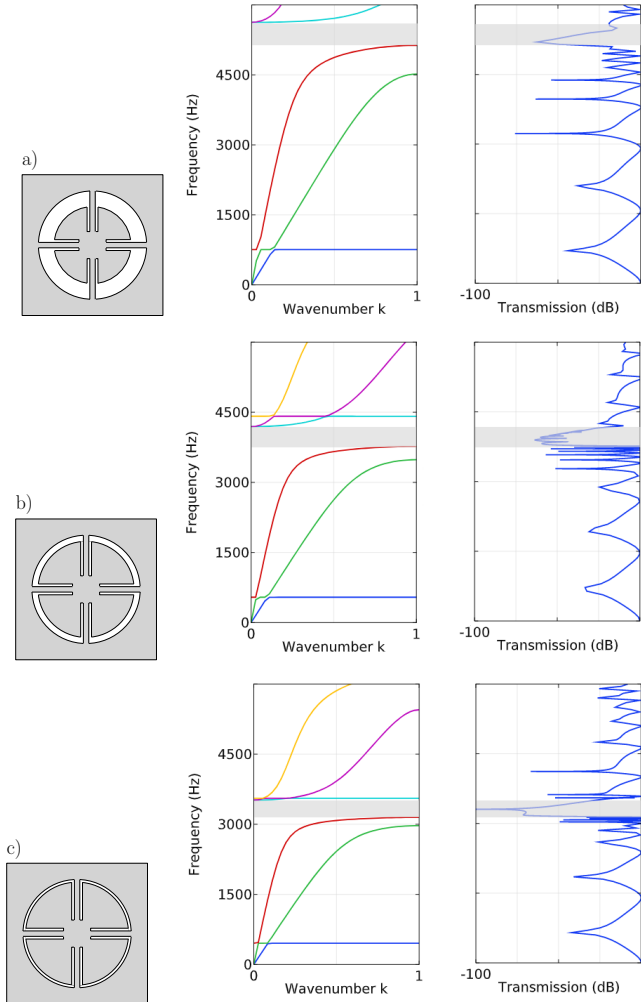 a)
Frequency (Hz)
4500
3000
1500
0
0
1
Wavenumber k
-100
Transmission (dB)
b)
Frequency (Hz)
4500
3000
1500
0
0
1
Wavenumber k
-100
Transmission (dB)
c)
Frequency (Hz)
4500
3000
1500
0
0
1
Wavenumber k
-100
Transmission (dB)